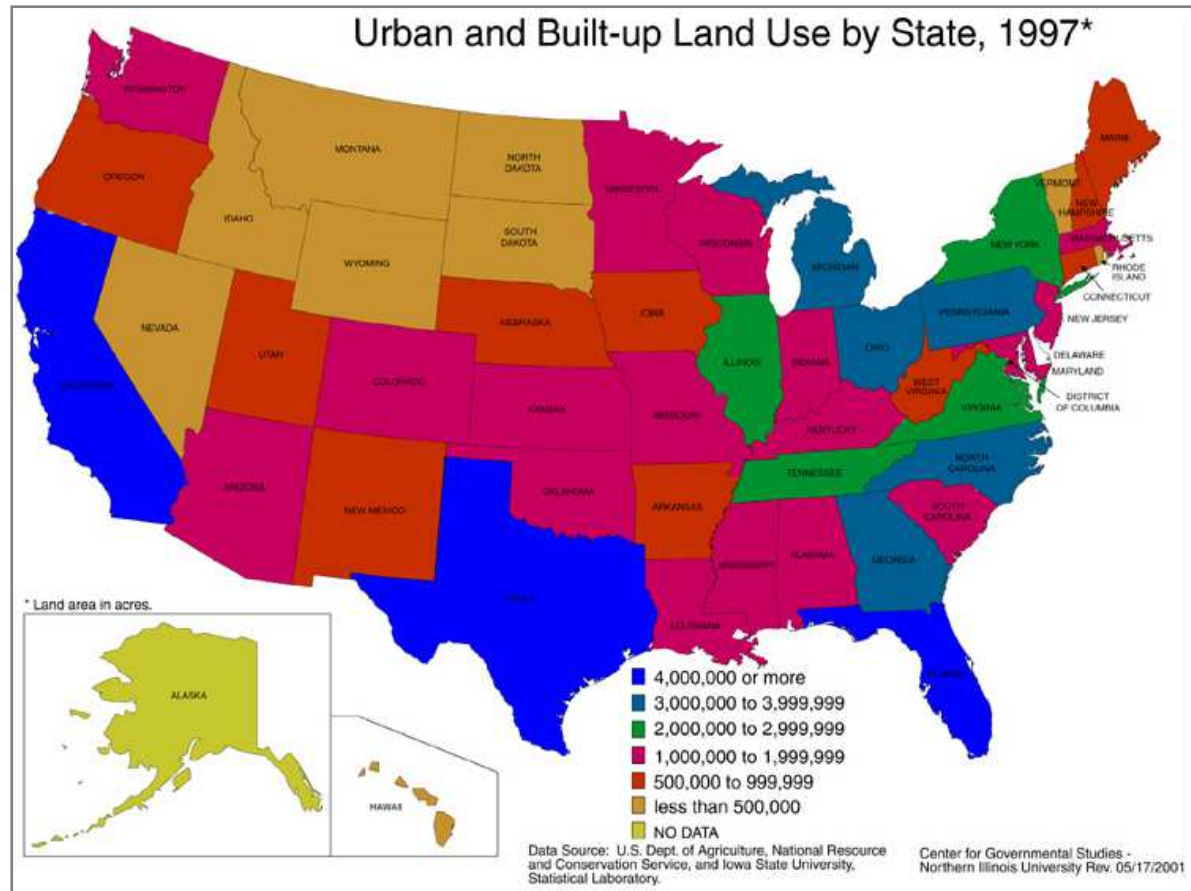 Urban and Built-up Land Use by State, 1997*
WASHINGTON
OREGON
CALIFORNIA
NEVADA
IDAHO
MONTANA
WYOMING
UTAH
ARIZONA
COLORADO
NEW MEXICO
NORTH
DAKOTA
SOUTH
DAKOTA
NEBRASKA
KANSAS
OKLAHOMA
TEXAS
MINNESOTA
IOWA
MISSOURI
ARKANSAS
LOUISIANA
WISCONSIN
ILLINOIS
MICHIGAN
INDIANA
OHIO
KENTUCKY
TENNESSEE
MISSISSIPPI
ALABAMA
GEORGIA
FLORIDA
SOUTH
CAROLINA
NORTH
CAROLINA
VIRGINIA
WEST
VIRGINIA
PENNSYLVANIA
NEW YORK
VERMONT
NEW
HAMPSHIRE
MAINE
MASSACHUSETTS
RHODE
ISLAND
CONNECTICUT
NEW JERSEY
DELAWARE
MARYLAND
DISTRICT
OF COLUMBIA
* Land area in acres.
ALASKA
HAWAII
4,000,000 or more
3,000,000 to 3,999,999
2,000,000 to 2,999,999
1,000,000 to 1,999,999
500,000 to 999,999
less than 500,000
NO DATA
Data Source: U.S. Dept. of Agriculture, National Resource
and Conservation Service, and Iowa State University,
Statistical Laboratory.
Center for Governmental Studies -
Northern Illinois University Rev. 05/17/2001